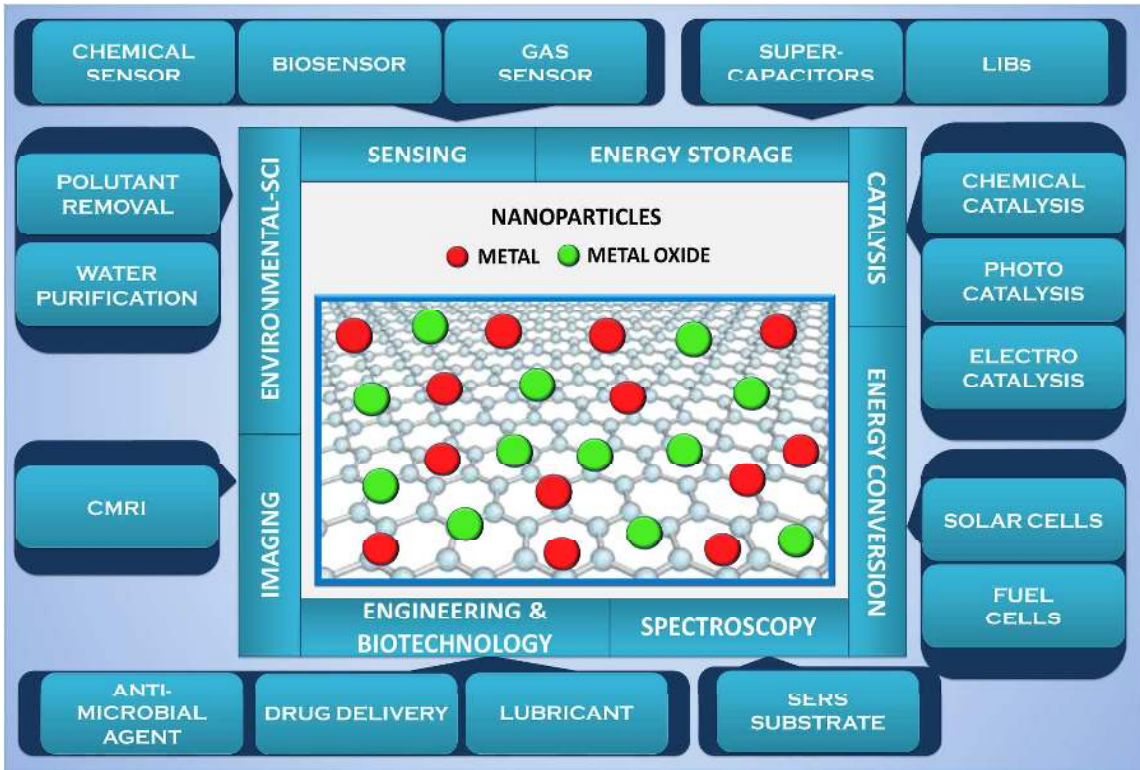 CHEMICAL
SENSOR
BIOSENSOR
GAS
SENSOR
SUPER-
CAPACITORS
LIBs
POLUTANT
REMOVAL
WATER
PURIFICATION
CMRI
ENVIRONMENTAL-SCI
IMAGING
SENSING
ENERGY STORAGE
NANOPARTICLES
METAL
METAL OXIDE
CATALYSIS
ENERGY CONVERSION
ENGINEERING &
BIOTECHNOLOGY
SPECTROSCOPY
CHEMICAL
CATALYSIS
PHOTO
CATALYSIS
ELECTRO
CATALYSIS
SOLAR CELLS
FUEL
CELLS
ANTI-
MICROBIAL
AGENT
DRUG DELIVERY
LUBRICANT
SERS
SUBSTRATE